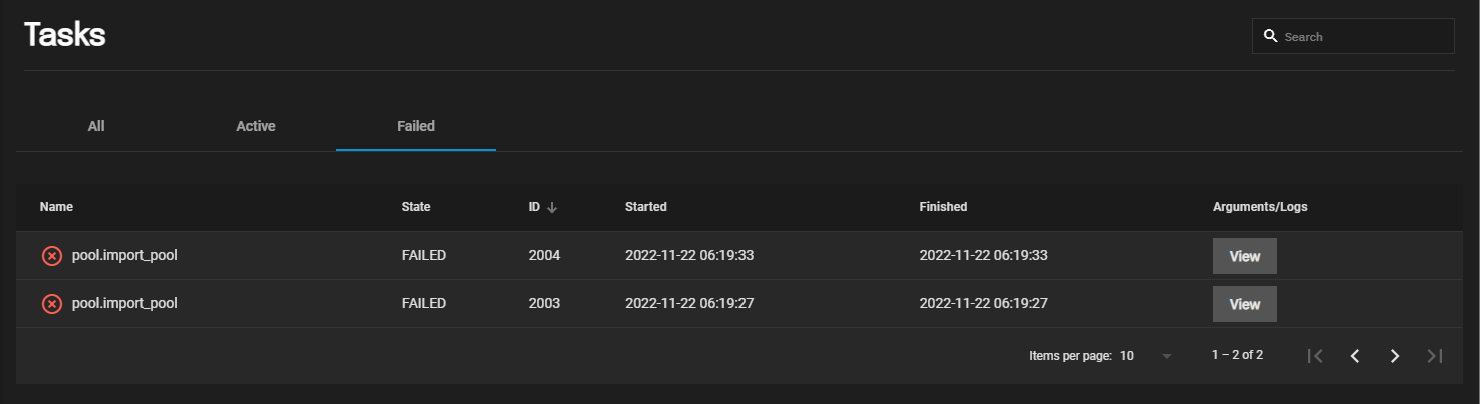 Tasks
Search
All Active Failed
Name State ID Started Finished Arguments/Logs
pool.import_pool FAILED 2004 2022-11-22 06:19:33 2022-11-22 06:19:33 View
pool.import_pool FAILED 2003 2022-11-22 06:19:27 2022-11-22 06:19:27 View
Items per page: 10 1 – 2 of 2